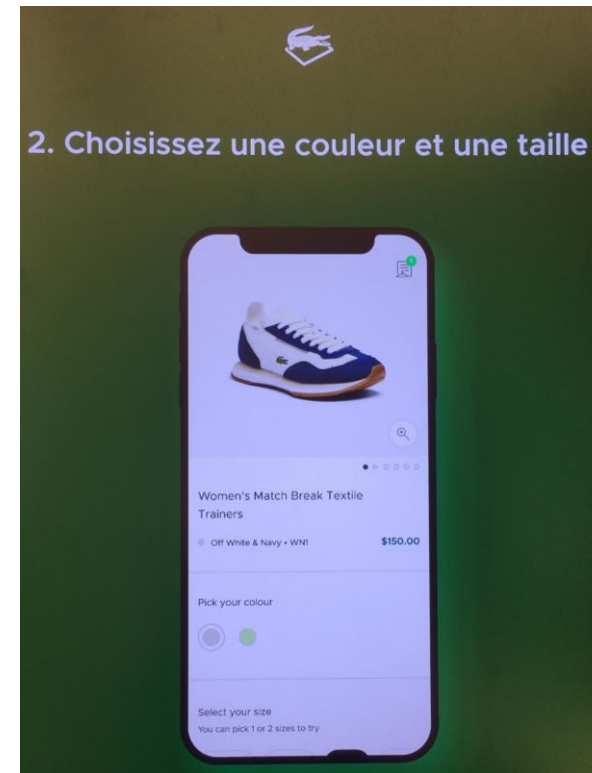 2. Choisissez une couleur et une taille
1
Women's Match Break Textile
Trainers
Off White & Navy • WN1
$150.00
Pick your colour
Select your size
You can pick 1 or 2 sizes to try